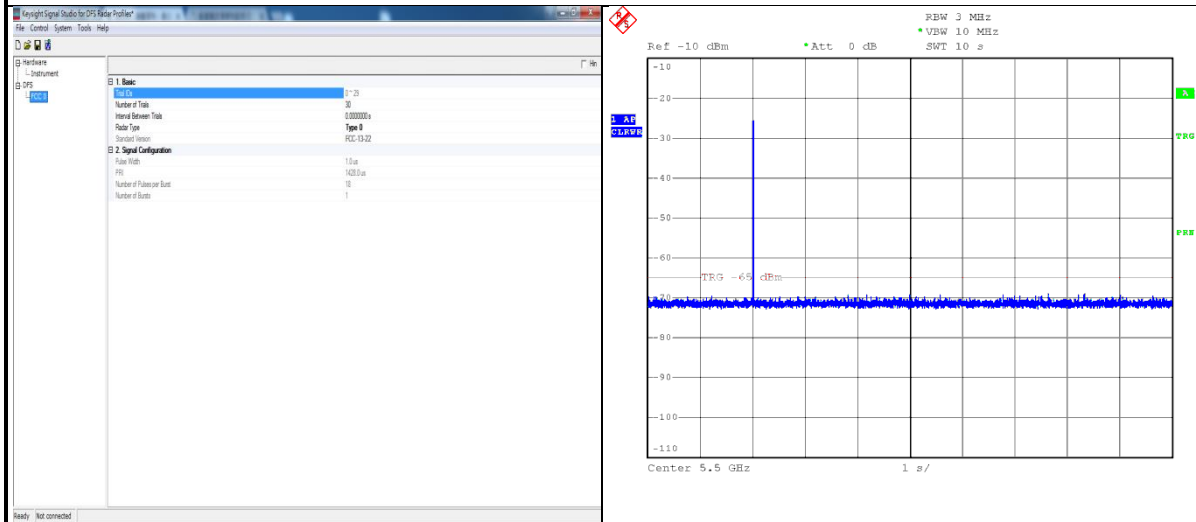 Keysight Signal Studio for DFS Radar Profiles*
File Control System Tools Help
Hardware
Instrument
DFS
FCC 0
1. Basic
Trial IDs 0 ~ 29
Number of Trials 30
Interval Between Trials 0.0000000 s
Radar Type Type 0
Standard Version FCC-13-22
2. Signal Configuration
Pulse Width 1.0 us
PRI 1428.0 us
Number of Pulses per Burst 18
Number of Bursts 1
Ready Not connected
R S
RBW 3 MHz
*VBW 10 MHz
Ref -10 dBm *Att 0 dB SWT 10 s
-10
-20
-30
-40
-50
-60
TRG -65 dBm
-70
-80
-90
-100
-110
1 AP
CLRWR
A
TRG
Center 5.5 GHz 1 s/